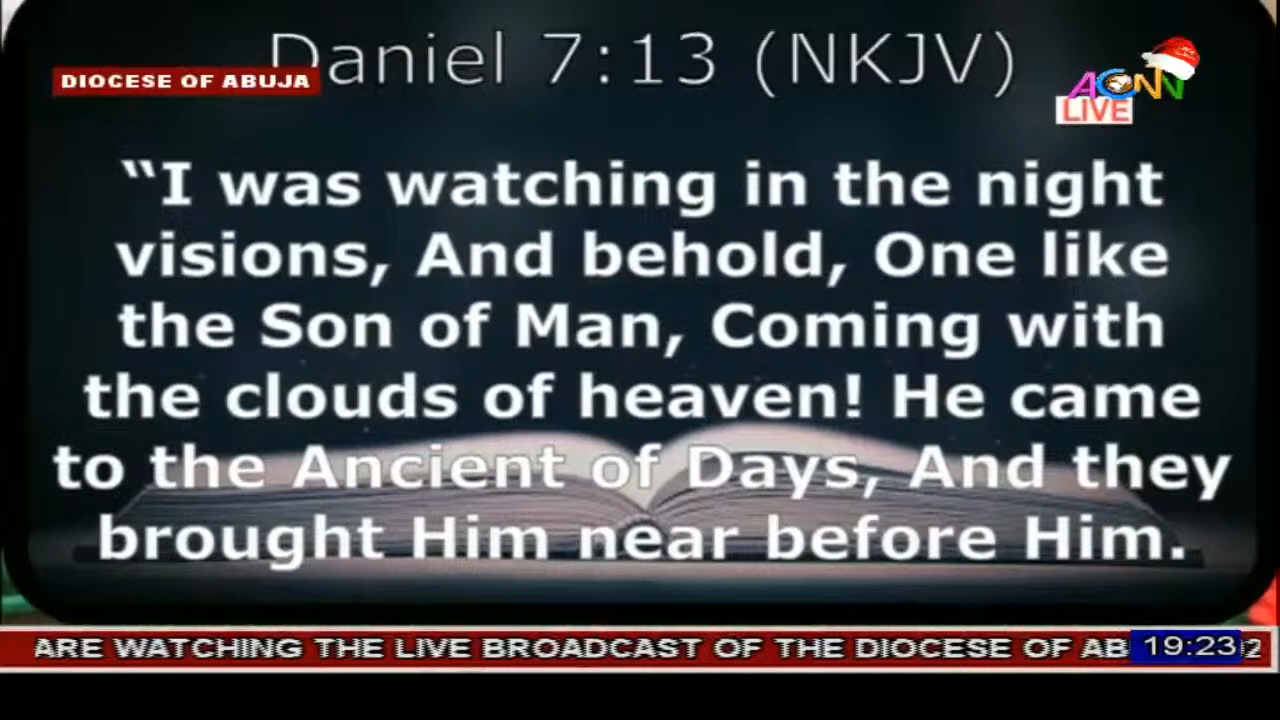 Daniel 7:13 (NKJV)
DIOCESE OF ABUJA
ACNN
LIVE
“I was watching in the night
visions, And behold, One like
the Son of Man, Coming with
the clouds of heaven! He came
to the Ancient of Days, And they
brought Him near before Him.
ARE WATCHING THE LIVE BROADCAST OF THE DIOCESE OF AB
19:23